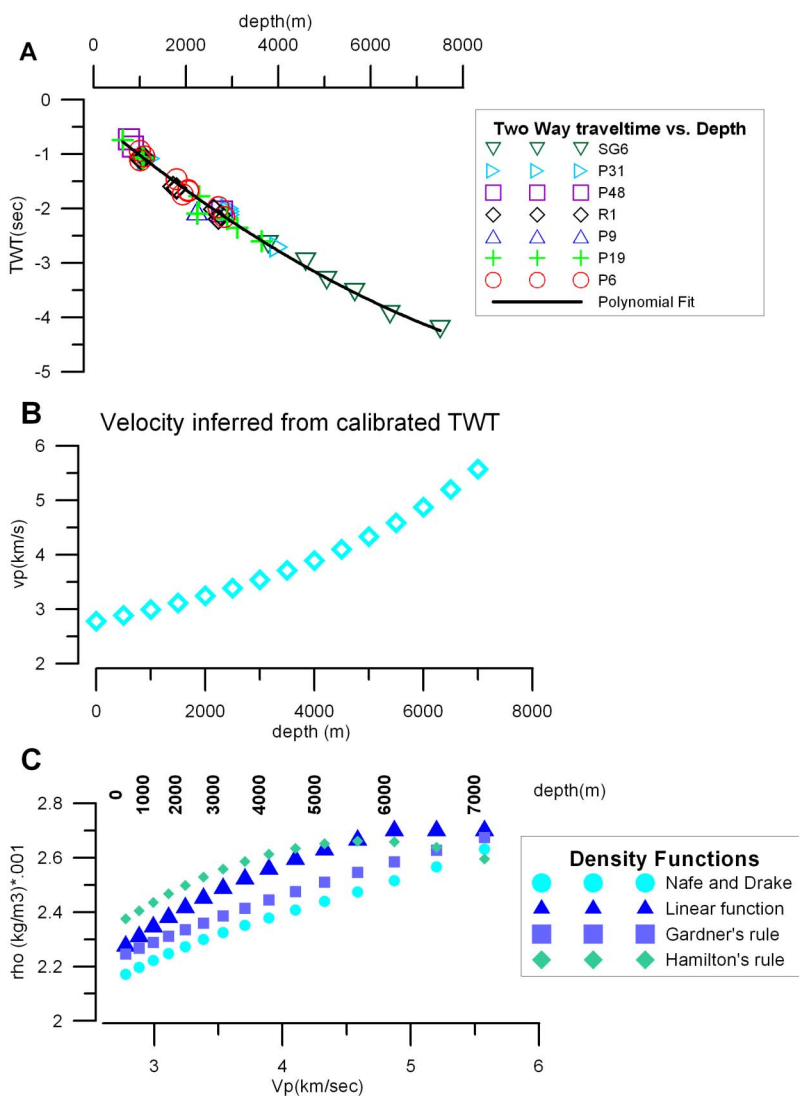 depth(m)
0 2000 4000 6000 8000
A
0
-1
-2
-3
-4
-5
TWT(sec)
Two Way traveltime vs. Depth
SG6
P31
P48
R1
P9
P19
P6
Polynomial Fit
B
Velocity inferred from calibrated TWT
6
5
4
3
2
vp(km/s)
0 2000 4000 6000 8000
depth (m)
C
0 1000 2000 3000 4000 5000 6000 7000
depth(m)
2.8
2.6
2.4
2.2
2
rho (kg/m3)*.001
Density Functions
Nafe and Drake
Linear function
Gardner's rule
Hamilton's rule
3 4 5 6
Vp(km/sec)